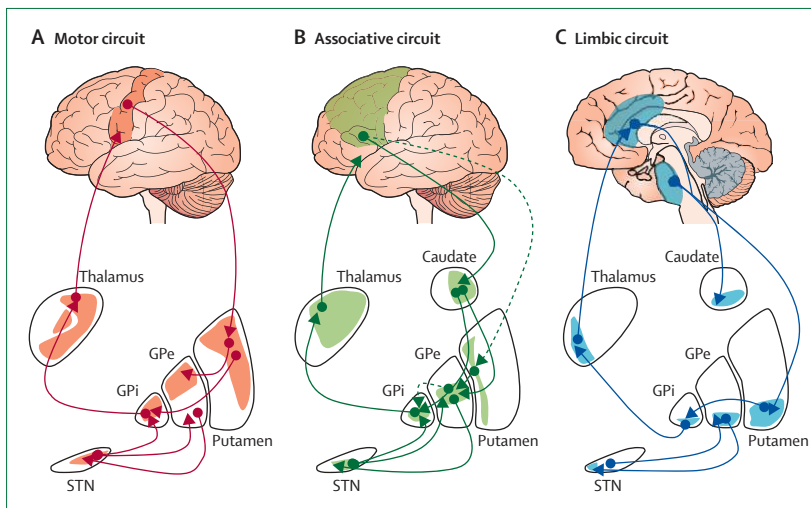 A Motor circuit
B Associative circuit
C Limbic circuit
Thalamus
GPe
GPi
Putamen
STN
Caudate
Thalamus
GPe
GPi
Putamen
STN
Caudate
Thalamus
GPe
GPi
Putamen
STN